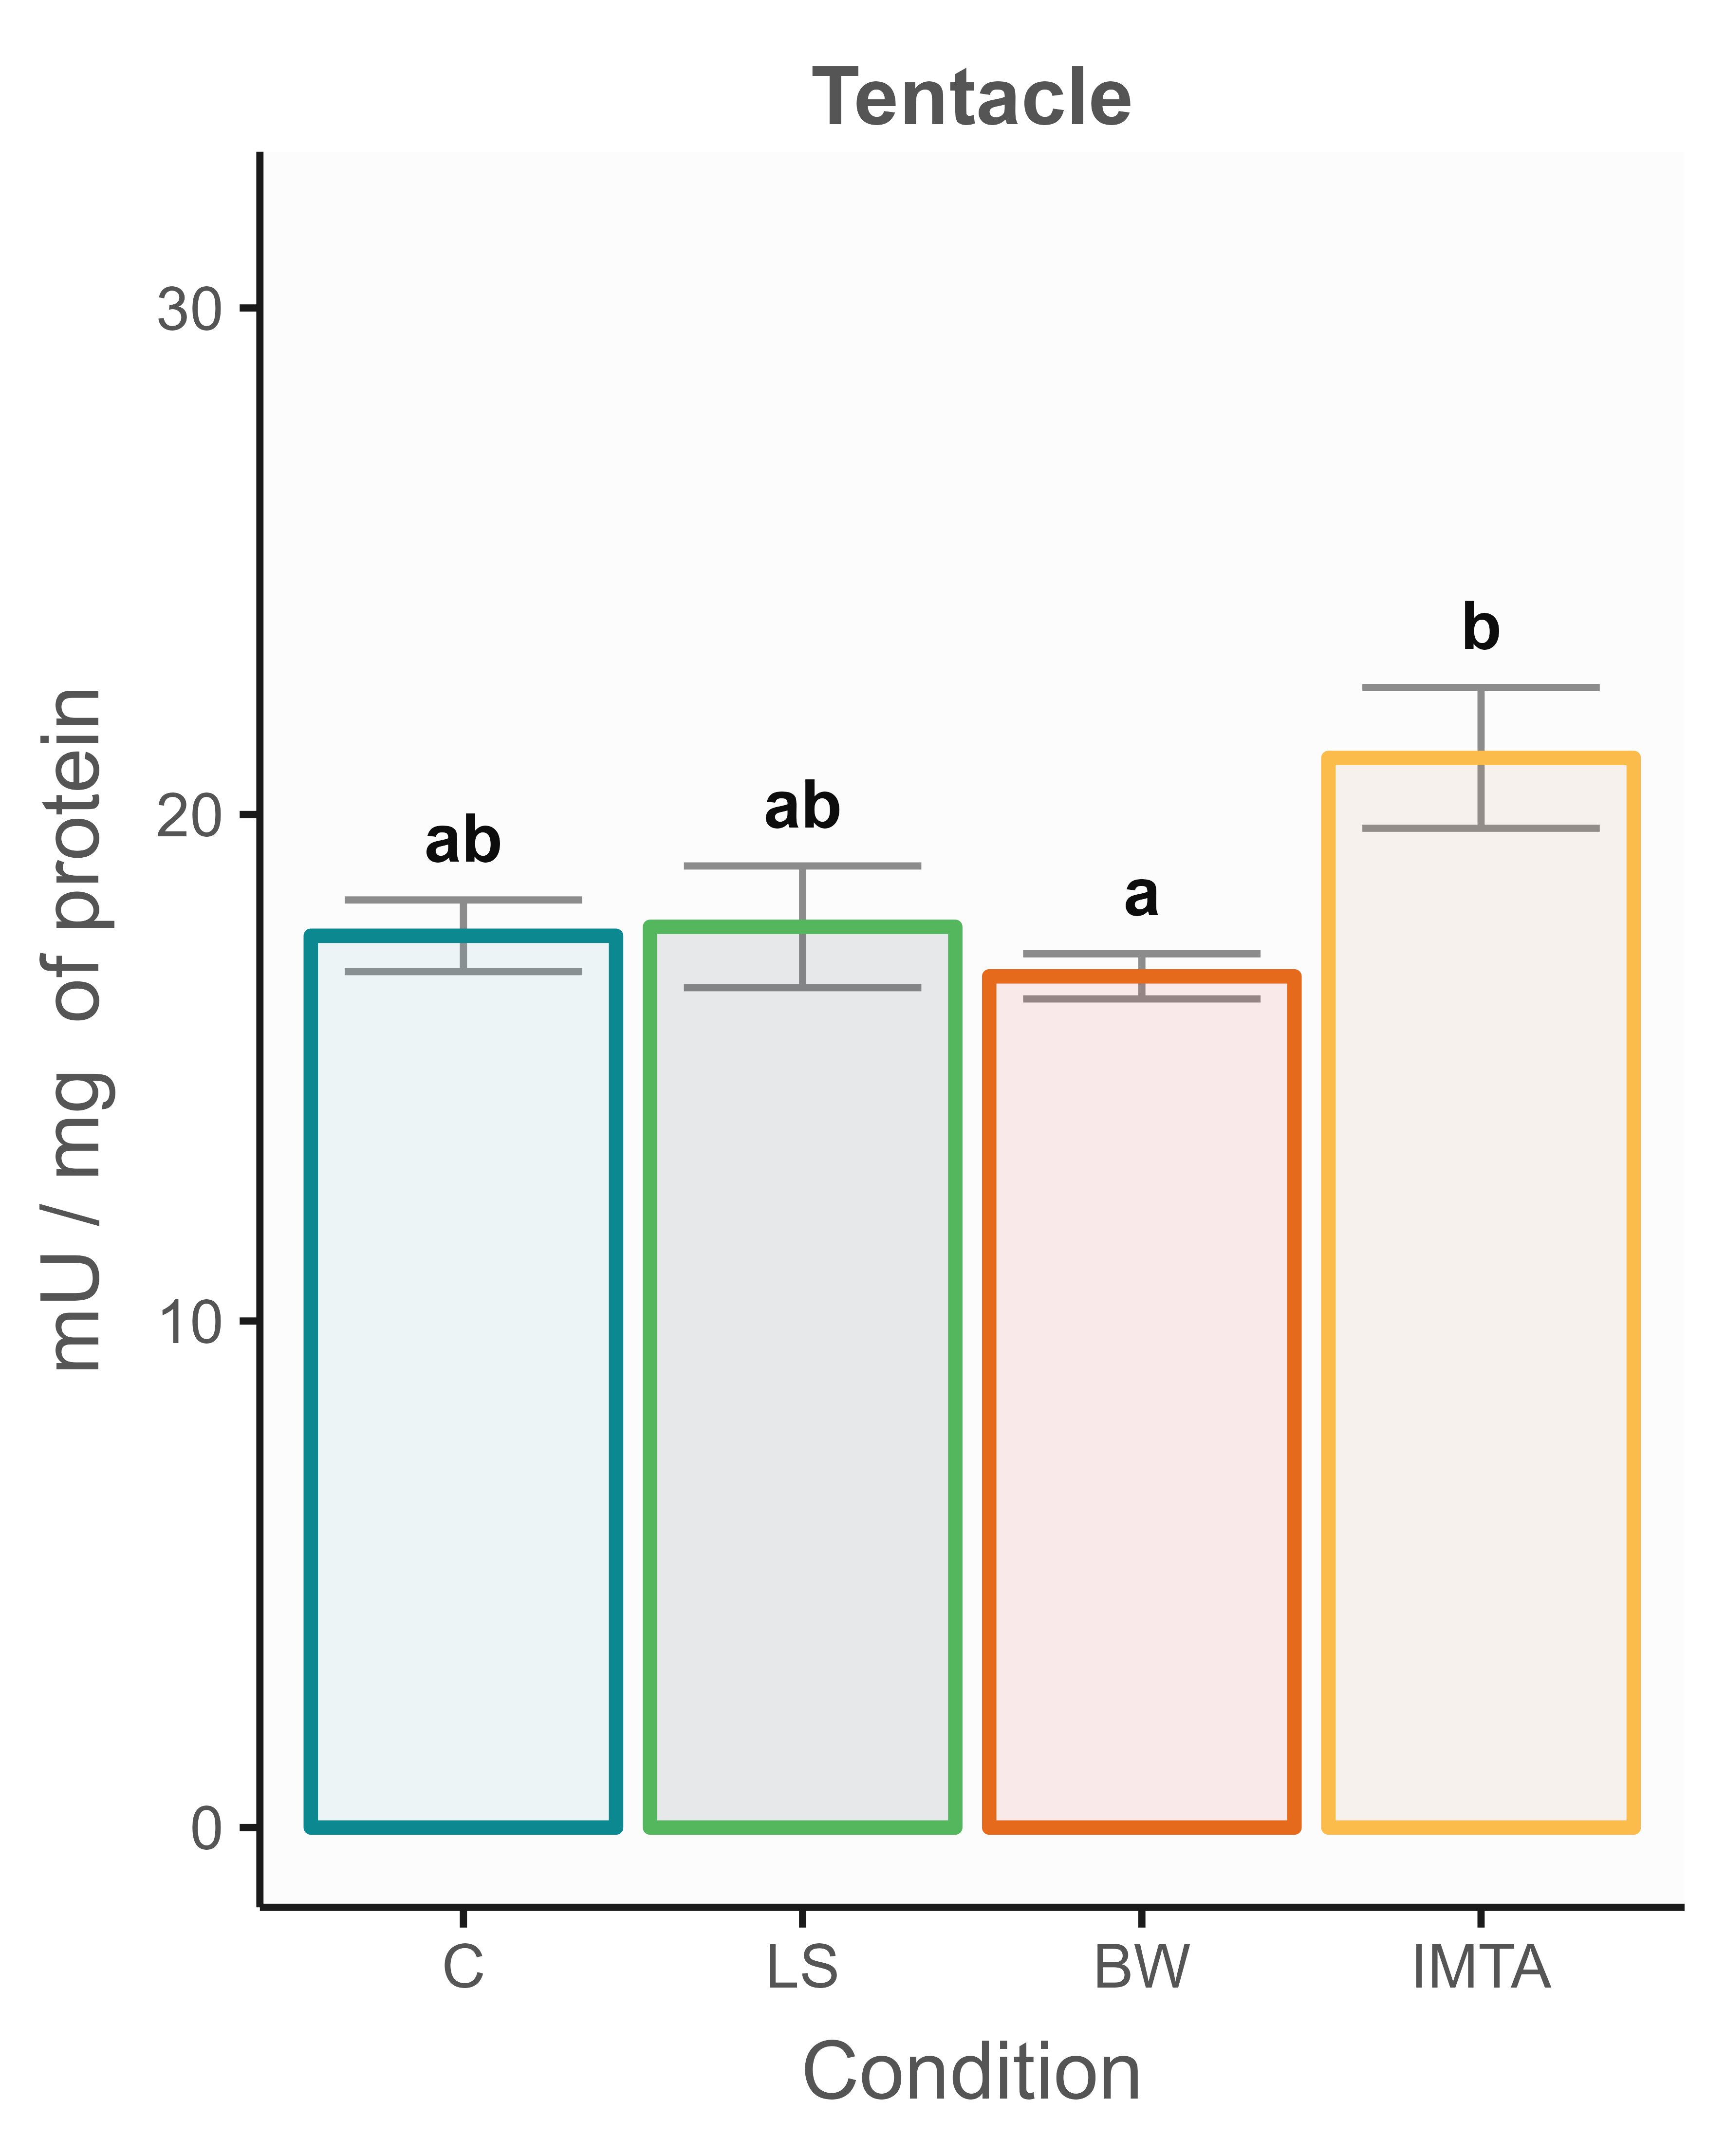 Tentacle
mU / mg of protein
30
20
10
0
ab
ab
a
b
C
LS
BW
IMTA
Condition